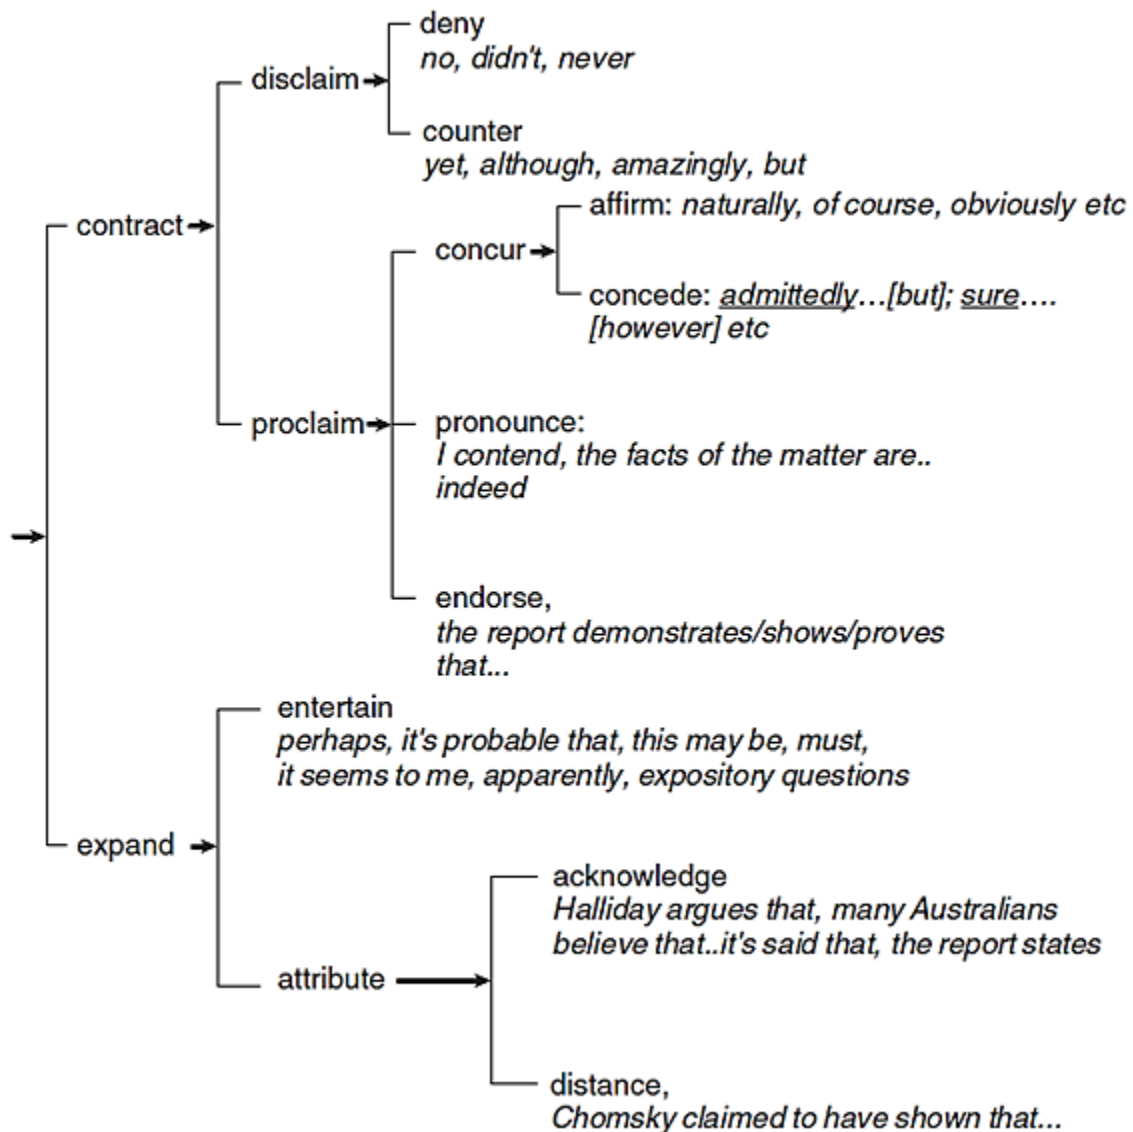 deny
no, didn't, never
disclaim
counter
yet, although, amazingly, but
affirm: naturally, of course, obviously etc
contract
concur
concede: admittedly…[but]; sure….
[however] etc
proclaim
pronounce:
I contend, the facts of the matter are..
indeed
endorse,
the report demonstrates/shows/proves
that...
entertain
perhaps, it's probable that, this may be, must,
it seems to me, apparently, expository questions
expand
acknowledge
Halliday argues that, many Australians
believe that..it's said that, the report states
attribute
distance,
Chomsky claimed to have shown that...